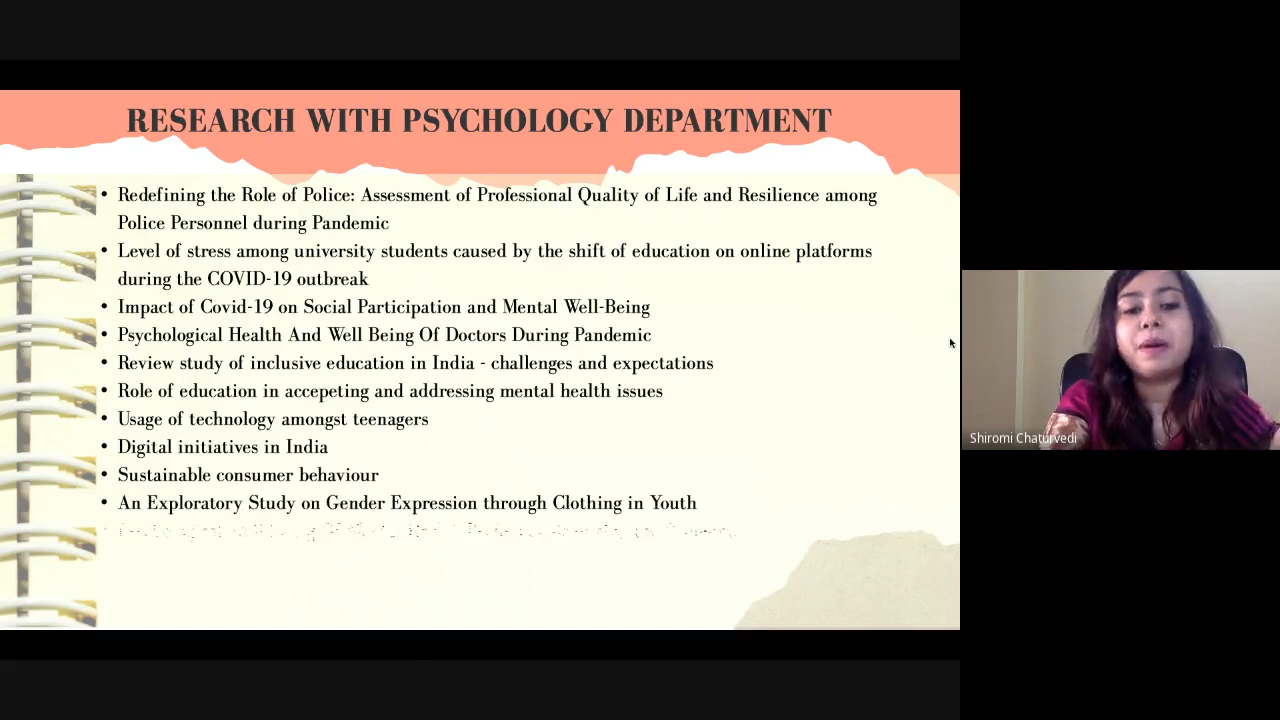 RESEARCH WITH PSYCHOLOGY DEPARTMENT
• Redefining the Role of Police: Assessment of Professional Quality of Life and Resilience among
Police Personnel during Pandemic
• Level of stress among university students caused by the shift of education on online platforms
during the COVID-19 outbreak
• Impact of Covid-19 on Social Participation and Mental Well-Being
• Psychological Health And Well Being Of Doctors During Pandemic
• Review study of inclusive education in India - challenges and expectations
• Role of education in accepeting and addressing mental health issues
• Usage of technology amongst teenagers
• Digital initiatives in India
• Sustainable consumer behaviour
• An Exploratory Study on Gender Expression through Clothing in Youth
Shiromi Chaturvedi